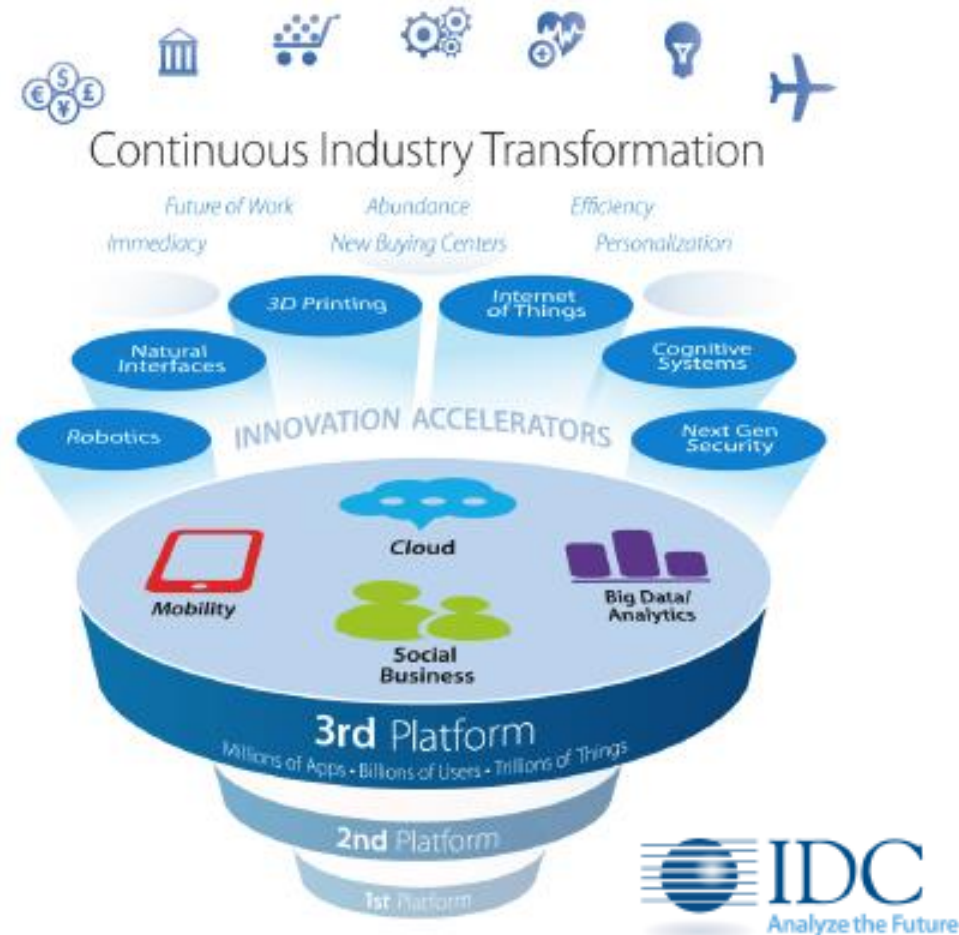 $
€ £
¥
Continuous Industry Transformation
Future of Work Abundance Efficiency
Immediacy New Buying Centers Personalization
3D Printing
Internet
of Things
Natural
Interfaces
Cognitive
Systems
INNOVATION ACCELERATORS
Robotics
Next Gen
Security
Cloud
Mobility
Big Data/
Analytics
Social
Business
3rd Platform
Millions of Apps • Billions of Users • Trillions of Things
2nd Platform
1st Platform
IDC
Analyze the Future